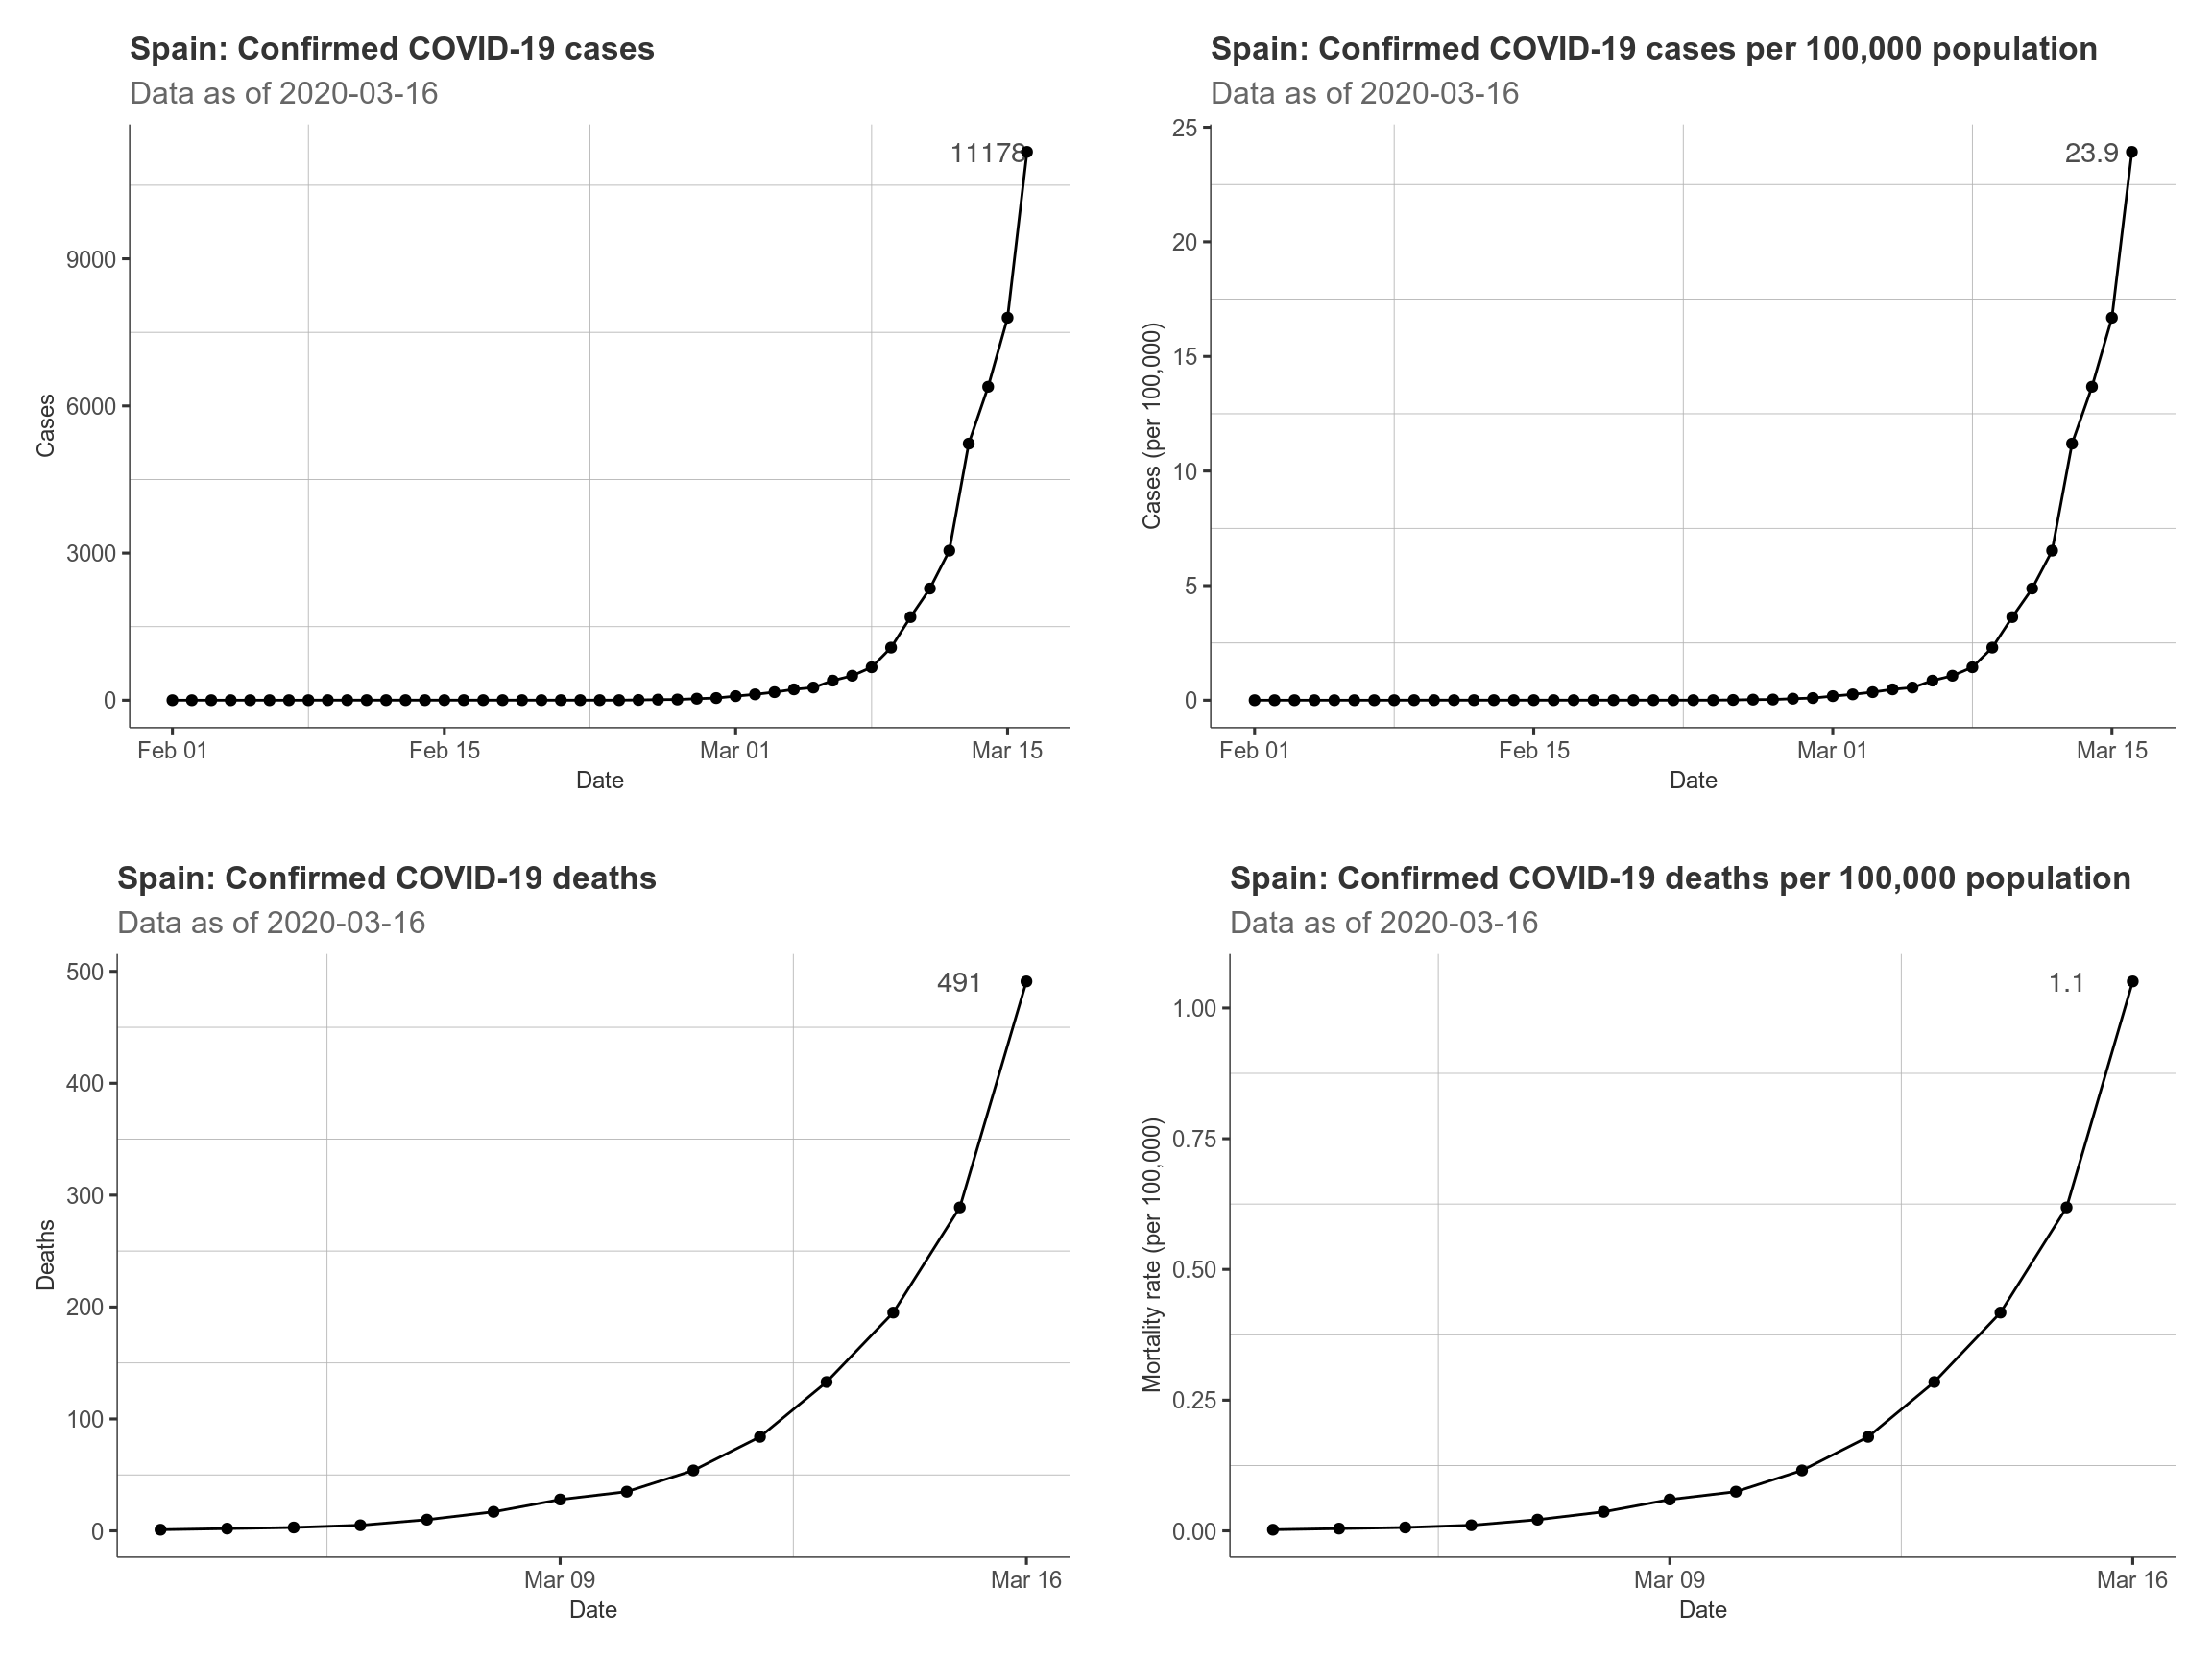 Spain: Confirmed COVID-19 cases
Data as of 2020-03-16
11178
9000
6000
3000
0
Cases
Feb 01
Feb 15
Mar 01
Mar 15
Date
Spain: Confirmed COVID-19 cases per 100,000 population
Data as of 2020-03-16
23.9
25
20
15
10
5
0
Cases (per 100,000)
Feb 01
Feb 15
Mar 01
Mar 15
Date
Spain: Confirmed COVID-19 deaths
Data as of 2020-03-16
491
500
400
300
200
100
0
Deaths
Mar 09
Mar 16
Date
Spain: Confirmed COVID-19 deaths per 100,000 population
Data as of 2020-03-16
1.1
1.00
0.75
0.50
0.25
0.00
Mortality rate (per 100,000)
Mar 09
Mar 16
Date